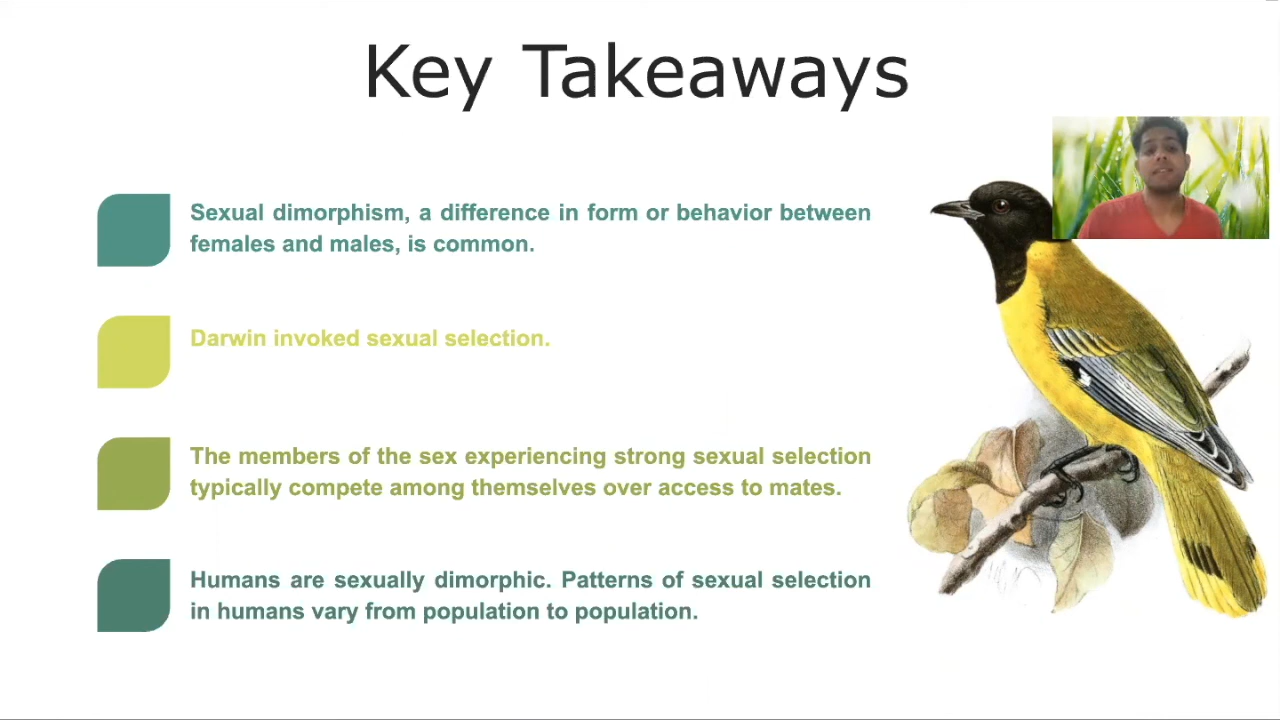 Key Takeaways
Sexual dimorphism, a difference in form or behavior between
females and males, is common.
Darwin invoked sexual selection.
The members of the sex experiencing strong sexual selection
typically compete among themselves over access to mates.
Humans are sexually dimorphic. Patterns of sexual selection
in humans vary from population to population.